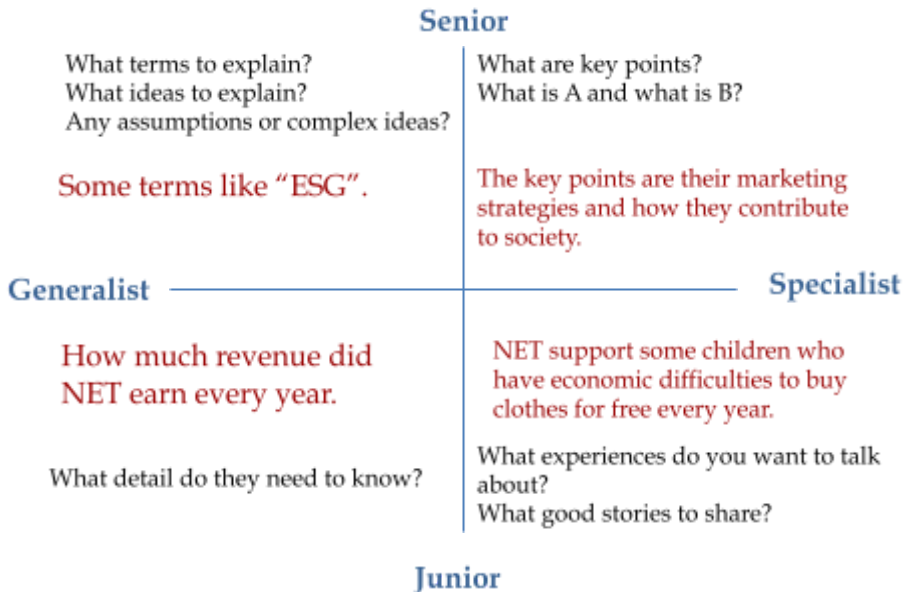 Senior
What terms to explain?
What ideas to explain?
Any assumptions or complex ideas?
Some terms like “ESG”.
What are key points?
What is A and what is B?
The key points are their marketing
strategies and how they contribute
to society.
Generalist
Specialist
How much revenue did
NET earn every year.
What detail do they need to know?
NET support some children who
have economic difficulties to buy
clothes for free every year.
What experiences do you want to talk
about?
What good stories to share?
Junior